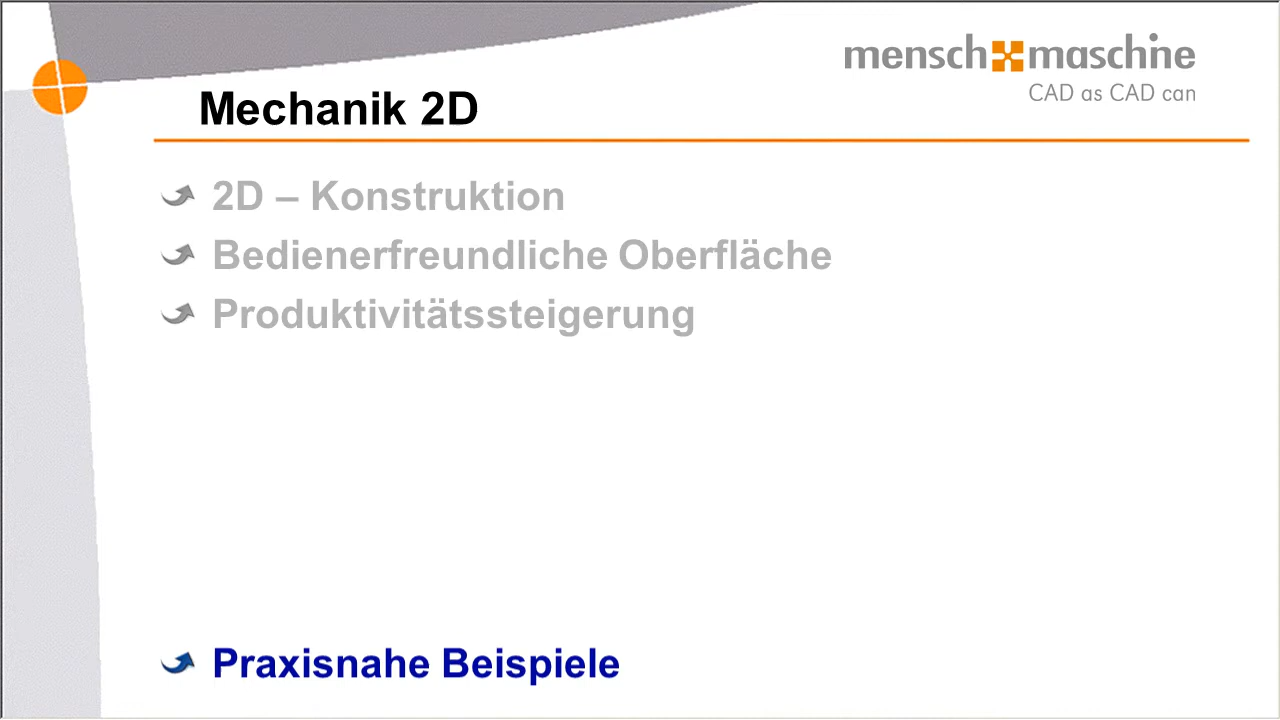 mensch maschine
CAD as CAD can
Mechanik 2D
2D – Konstruktion
Bedienerfreundliche Oberfläche
Produktivitätssteigerung
Praxisnahe Beispiele